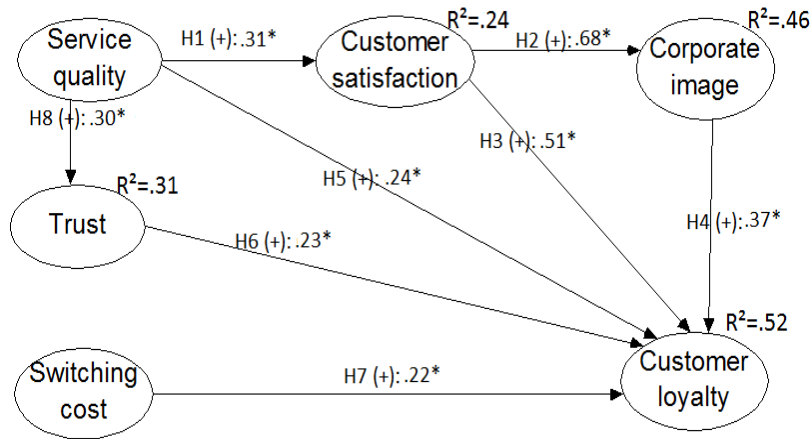 Service
quality
H1 (+): .31*
Customer
satisfaction
R²=.24
H2 (+): .68*
Corporate
image
R²=.46
H8 (+): .30*
H3 (+): .51*
Trust
R²=.31
H5 (+): .24*
H6 (+): .23*
H4 (+): .37*
R²=.52
Switching
cost
H7 (+): .22*
Customer
loyalty